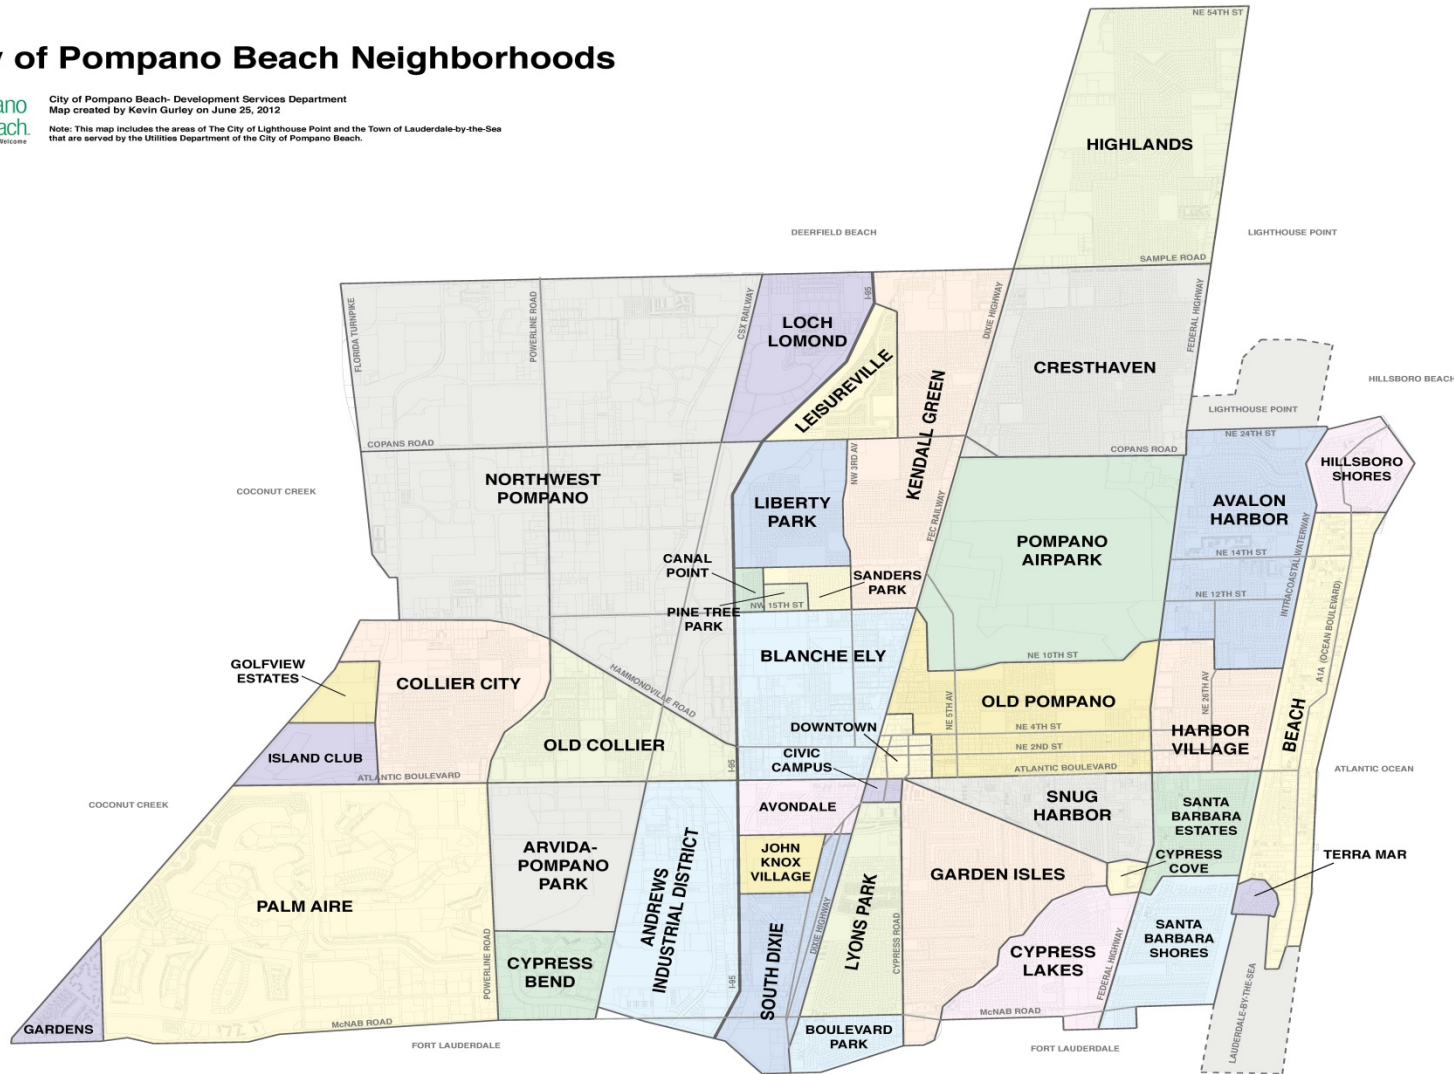 y of Pompano Beach Neighborhoods
ano
ach.
Welcome
City of Pompano Beach- Development Services Department
Map created by Kevin Gurley on June 25, 2012
Note: This map includes the areas of The City of Lighthouse Point and the Town of Lauderdale-by-the-Sea
that are served by the Utilities Department of the City of Pompano Beach.
NE 54TH ST
HIGHLANDS
DEERFIELD BEACH
LIGHTHOUSE POINT
SAMPLE ROAD
FLORIDA TURNPIKE
POWERLINE ROAD
CSX RAILWAY
I-95
DIXIE HIGHWAY
FEDERAL HIGHWAY
LOCH
LOMOND
LEISUREVILLE
KENDALL GREEN
CRESTHAVEN
HILLSBORO BEACH
LIGHTHOUSE POINT
COPANS ROAD
COPANS ROAD
NE 24TH ST
NW 3RD AV
HILLSBORO
SHORES
COCONUT CREEK
NORTHWEST
POMPANO
LIBERTY
PARK
FEC RAILWAY
AVALON
HARBOR
POMPANO
AIRPARK
NE 14TH ST
INTRACOASTAL WATERWAY
CANAL
POINT
SANDERS
PARK
NE 12TH ST
PINE TREE
PARK
NW 15TH ST
A1A (OCEAN BOULEVARD)
GOLFVIEW
ESTATES
COLLIER CITY
HAMMONDVILLE ROAD
BLANCHE ELY
NE 10TH ST
OLD POMPANO
NE 5TH AV
NE 26TH AV
DOWNTOWN
NE 4TH ST
HARBOR
VILLAGE
BEACH
ISLAND CLUB
OLD COLLIER
I-95
CIVIC
CAMPUS
NE 2ND ST
ATLANTIC BOULEVARD
ATLANTIC BOULEVARD
ATLANTIC OCEAN
COCONUT CREEK
AVONDALE
SNUG
HARBOR
SANTA
BARBARA
ESTATES
ARVIDA-
POMPANO
PARK
JOHN
KNOX
VILLAGE
CYPRESS
COVE
TERRA MAR
ANDREWS
INDUSTRIAL DISTRICT
GARDEN ISLES
PALM AIRE
LYONS PARK
DIXIE HIGHWAY
CYPRESS ROAD
SANTA
BARBARA
SHORES
POWERLINE ROAD
CYPRESS
BEND
SOUTH DIXIE
I-95
CYPRESS
LAKES
FEDERAL HIGHWAY
LAUDERDALE-BY-THE-SEA
GARDENS
McNAB ROAD
McNAB ROAD
BOULEVARD
PARK
FORT LAUDERDALE
FORT LAUDERDALE